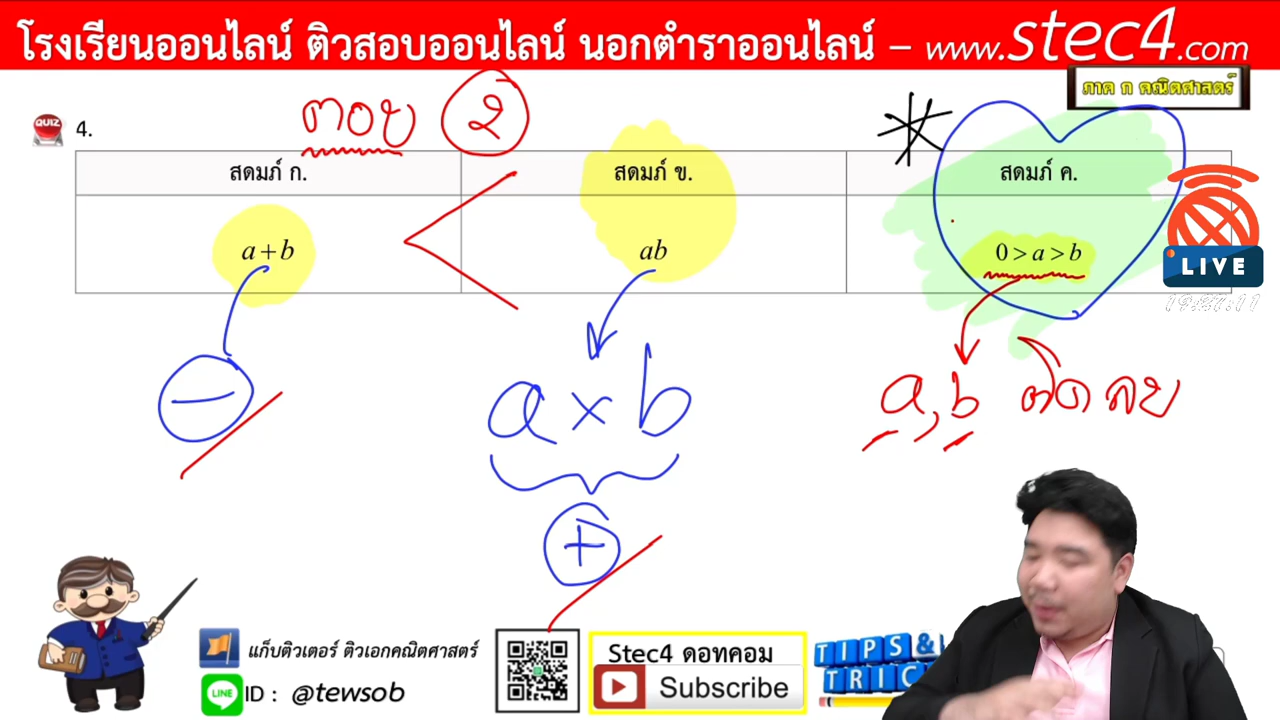 โรงเรียนออนไลน์ ติวสอบออนไลน์ นอกตำราออนไลน์ – www.stec4.com
ภาค ก คณิตศาสตร์
QUIZ 4.
ตอบ 2
สดมภ์ ก. สดมภ์ ข. สดมภ์ ค.
a + b < ab 0 > a > b
LIVE
− a × b a, b ติดลบ
+
แก็บติวเตอร์ ติวเอกคณิตศาสตร์
LINE ID : @tewsob
Stec4 ดอทคอม
Subscribe
TIPS &
TRIC